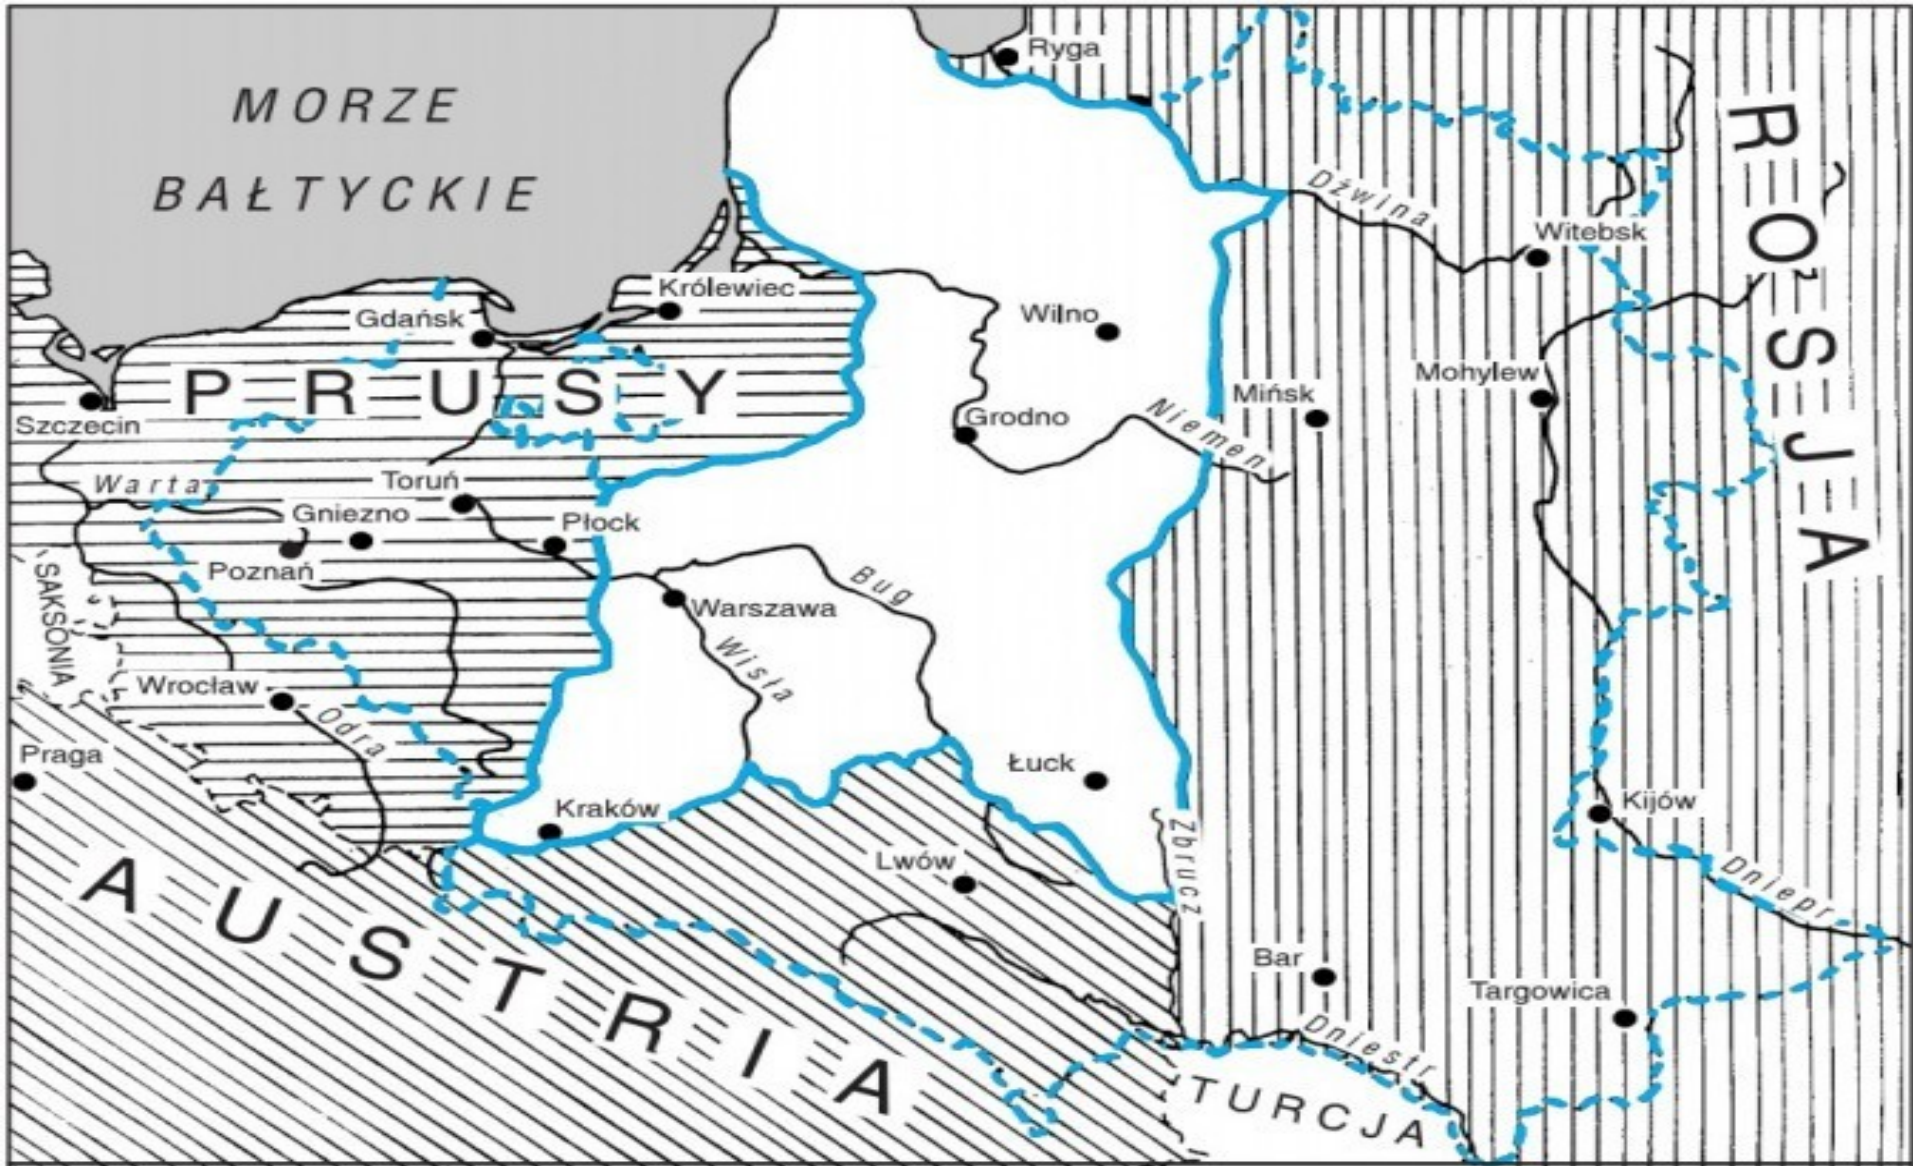 Ryga
MORZE
BAŁTYCKIE
ROSJA
Dźwina
Witebsk
Królewiec
Gdańsk
Wilno
PRUSY
Mińsk
Mohylew
Szczecin
Grodno
Niemen
Warta
Toruń
Gniezno
Płock
Poznań
SAKSONIA
Bug
Warszawa
Wisła
Wrocław
Odra
Praga
Łuck
Kraków
Kijów
Zbrucz
Lwów
AUSTRIA
Dniepr
Bar
Targowica
Dniestr
TURCJA